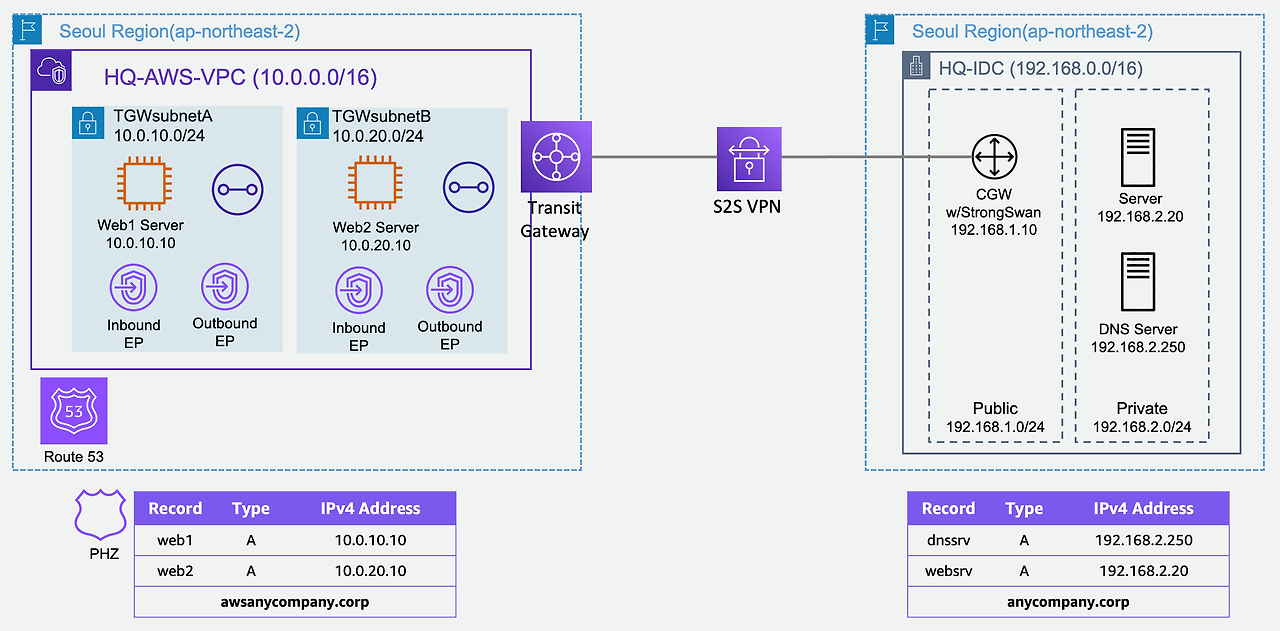 Seoul Region(ap-northeast-2)
HQ-AWS-VPC (10.0.0.0/16)
TGWsubnetA
10.0.10.0/24
Web1 Server
10.0.10.10
Inbound
EP
Outbound
EP
TGWsubnetB
10.0.20.0/24
Web2 Server
10.0.20.10
Inbound
EP
Outbound
EP
Transit
Gateway
S2S VPN
53
Route 53
Seoul Region(ap-northeast-2)
HQ-IDC (192.168.0.0/16)
CGW
w/StrongSwan
192.168.1.10
Public
192.168.1.0/24
Server
192.168.2.20
DNS Server
192.168.2.250
Private
192.168.2.0/24
PHZ
Record Type IPv4 Address
web1 A 10.0.10.10
web2 A 10.0.20.10
awsanycompany.corp
Record Type IPv4 Address
dnssrv A 192.168.2.250
websrv A 192.168.2.20
anycompany.corp